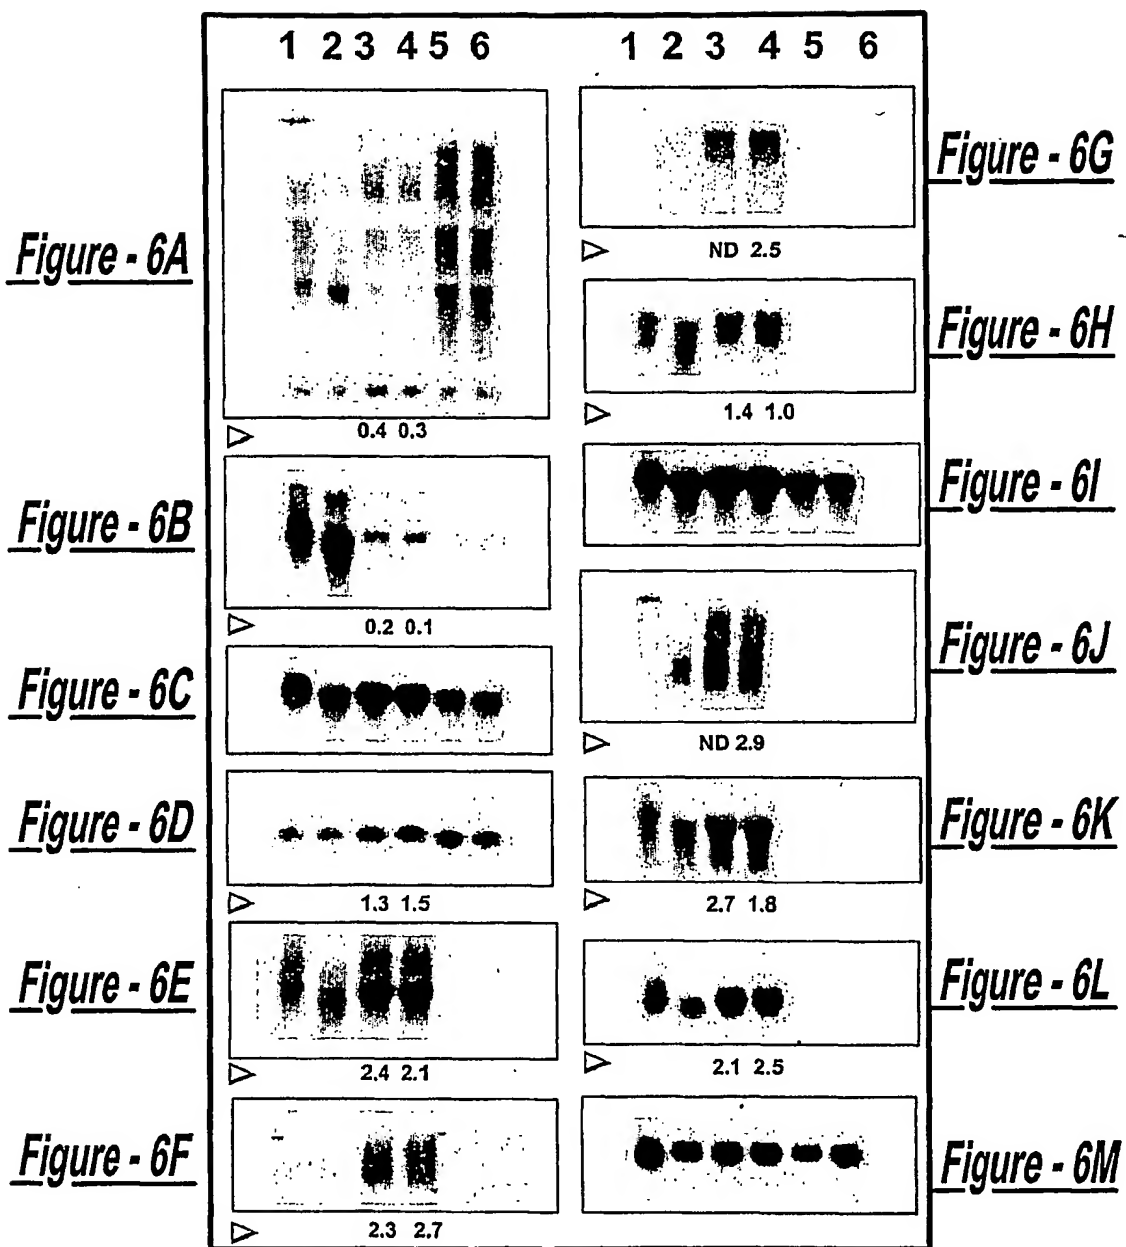 1 2 3 4 5 6
1 2 3 4 5 6
Figure - 6A
0.4 0.3
Figure - 6B
0.2 0.1
Figure - 6C
Figure - 6D
1.3 1.5
Figure - 6E
2.4 2.1
Figure - 6F
2.3 2.7
Figure - 6G
ND 2.5
Figure - 6H
1.4 1.0
Figure - 6I
Figure - 6J
ND 2.9
Figure - 6K
2.7 1.8
Figure - 6L
2.1 2.5
Figure - 6M